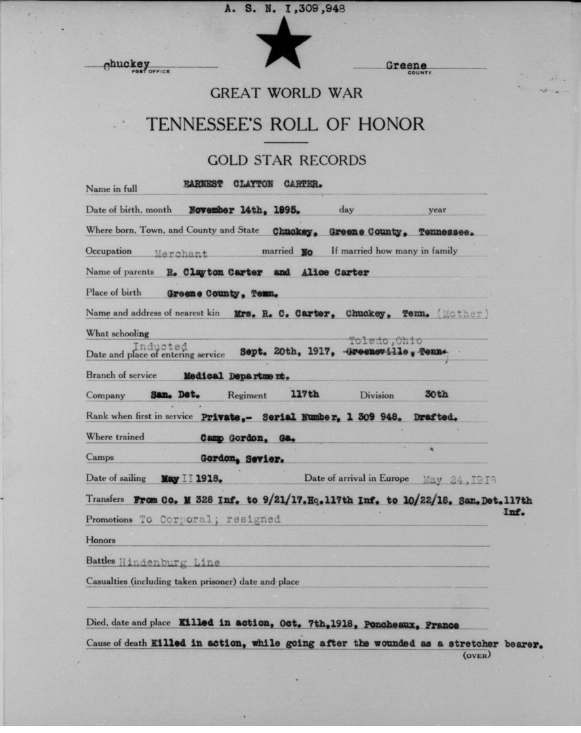 A. S. N. I,309,948
Chuckey Greene
POST OFFICE COUNTY
GREAT WORLD WAR
TENNESSEE'S ROLL OF HONOR
GOLD STAR RECORDS
Name in full EARNEST CLAYTON CARTER.
Date of birth, month November 14th, 1895. day year
Where born, Town, and County and State Chuckey, Greene County, Tennessee.
Occupation Merchant married No If married how many in family
Name of parents R. Clayton Carter and Alice Carter
Place of birth Greene County, Tenn.
Name and address of nearest kin Mrs. R. C. Carter, Chuckey, Tenn. (Mother)
What schooling
Inducted Toledo,Ohio
Date and place of entering service Sept. 20th, 1917, Greeneville, Tenn.
Branch of service Medical Department.
Company San. Det. Regiment 117th Division 30th
Rank when first in service Private,- Serial Number, 1 309 948. Drafted.
Where trained Camp Gordon, Ga.
Camps Gordon, Sevier.
Date of sailing May II 1918. Date of arrival in Europe May 24,1918
Transfers From Co. M 328 Inf. to 9/21/17.Hq.117th Inf. to 10/22/18. San.Det.117th
Inf.
Promotions To Corporal; resigned
Honors
Battles Hindenburg Line
Casualties (including taken prisoner) date and place
Died, date and place Killed in action, Oct. 7th,1918, Poncheaux, France
Cause of death Killed in action, while going after the wounded as a stretcher bearer.
(OVER)